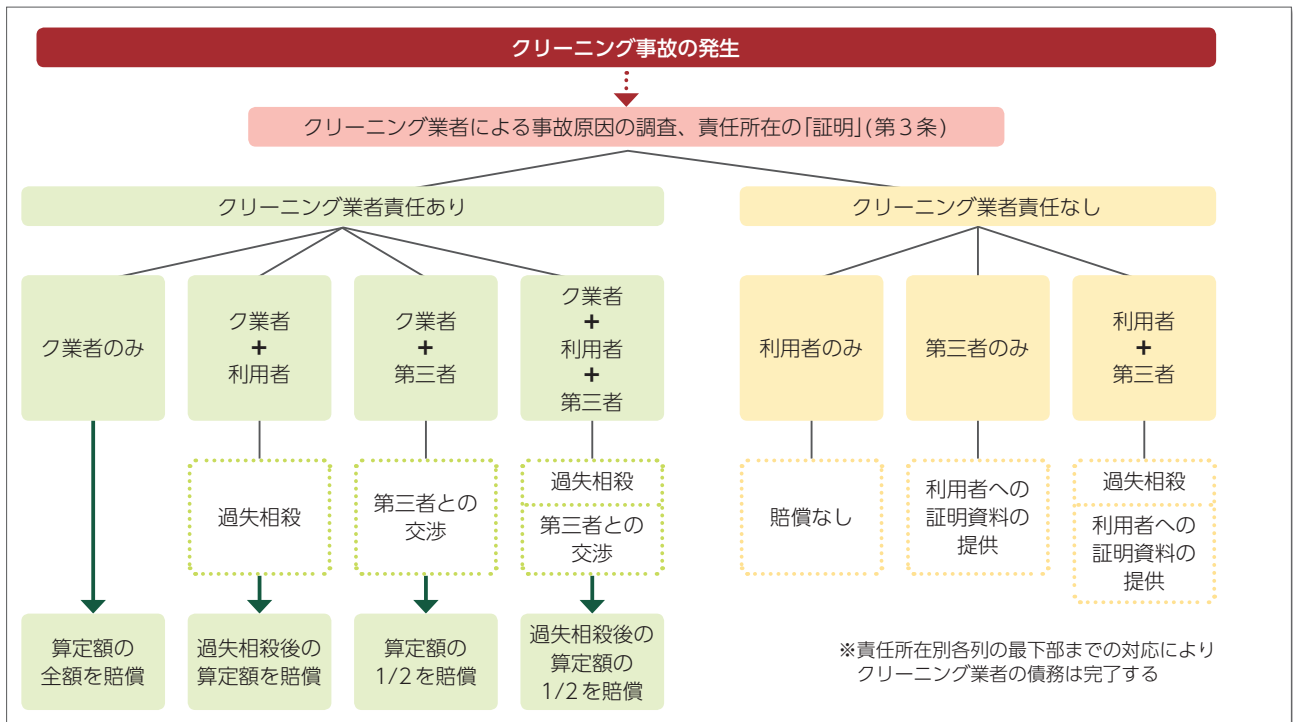 クリーニング事故の発生
クリーニング業者による事故原因の調査、責任所在の「証明」(第３条)
クリーニング業者責任あり
クリーニング業者責任なし
ク業者のみ
ク業者
+
利用者
ク業者
+
第三者
ク業者
+
利用者
+
第三者
利用者のみ
第三者のみ
利用者
+
第三者
過失相殺
第三者との
交渉
過失相殺
第三者との
交渉
賠償なし
利用者への
証明資料の
提供
過失相殺
利用者への
証明資料の
提供
算定額の
全額を賠償
過失相殺後の
算定額を賠償
算定額の
1/2を賠償
過失相殺後の
算定額の
1/2を賠償
※責任所在別各列の最下部までの対応により
クリーニング業者の債務は完了する